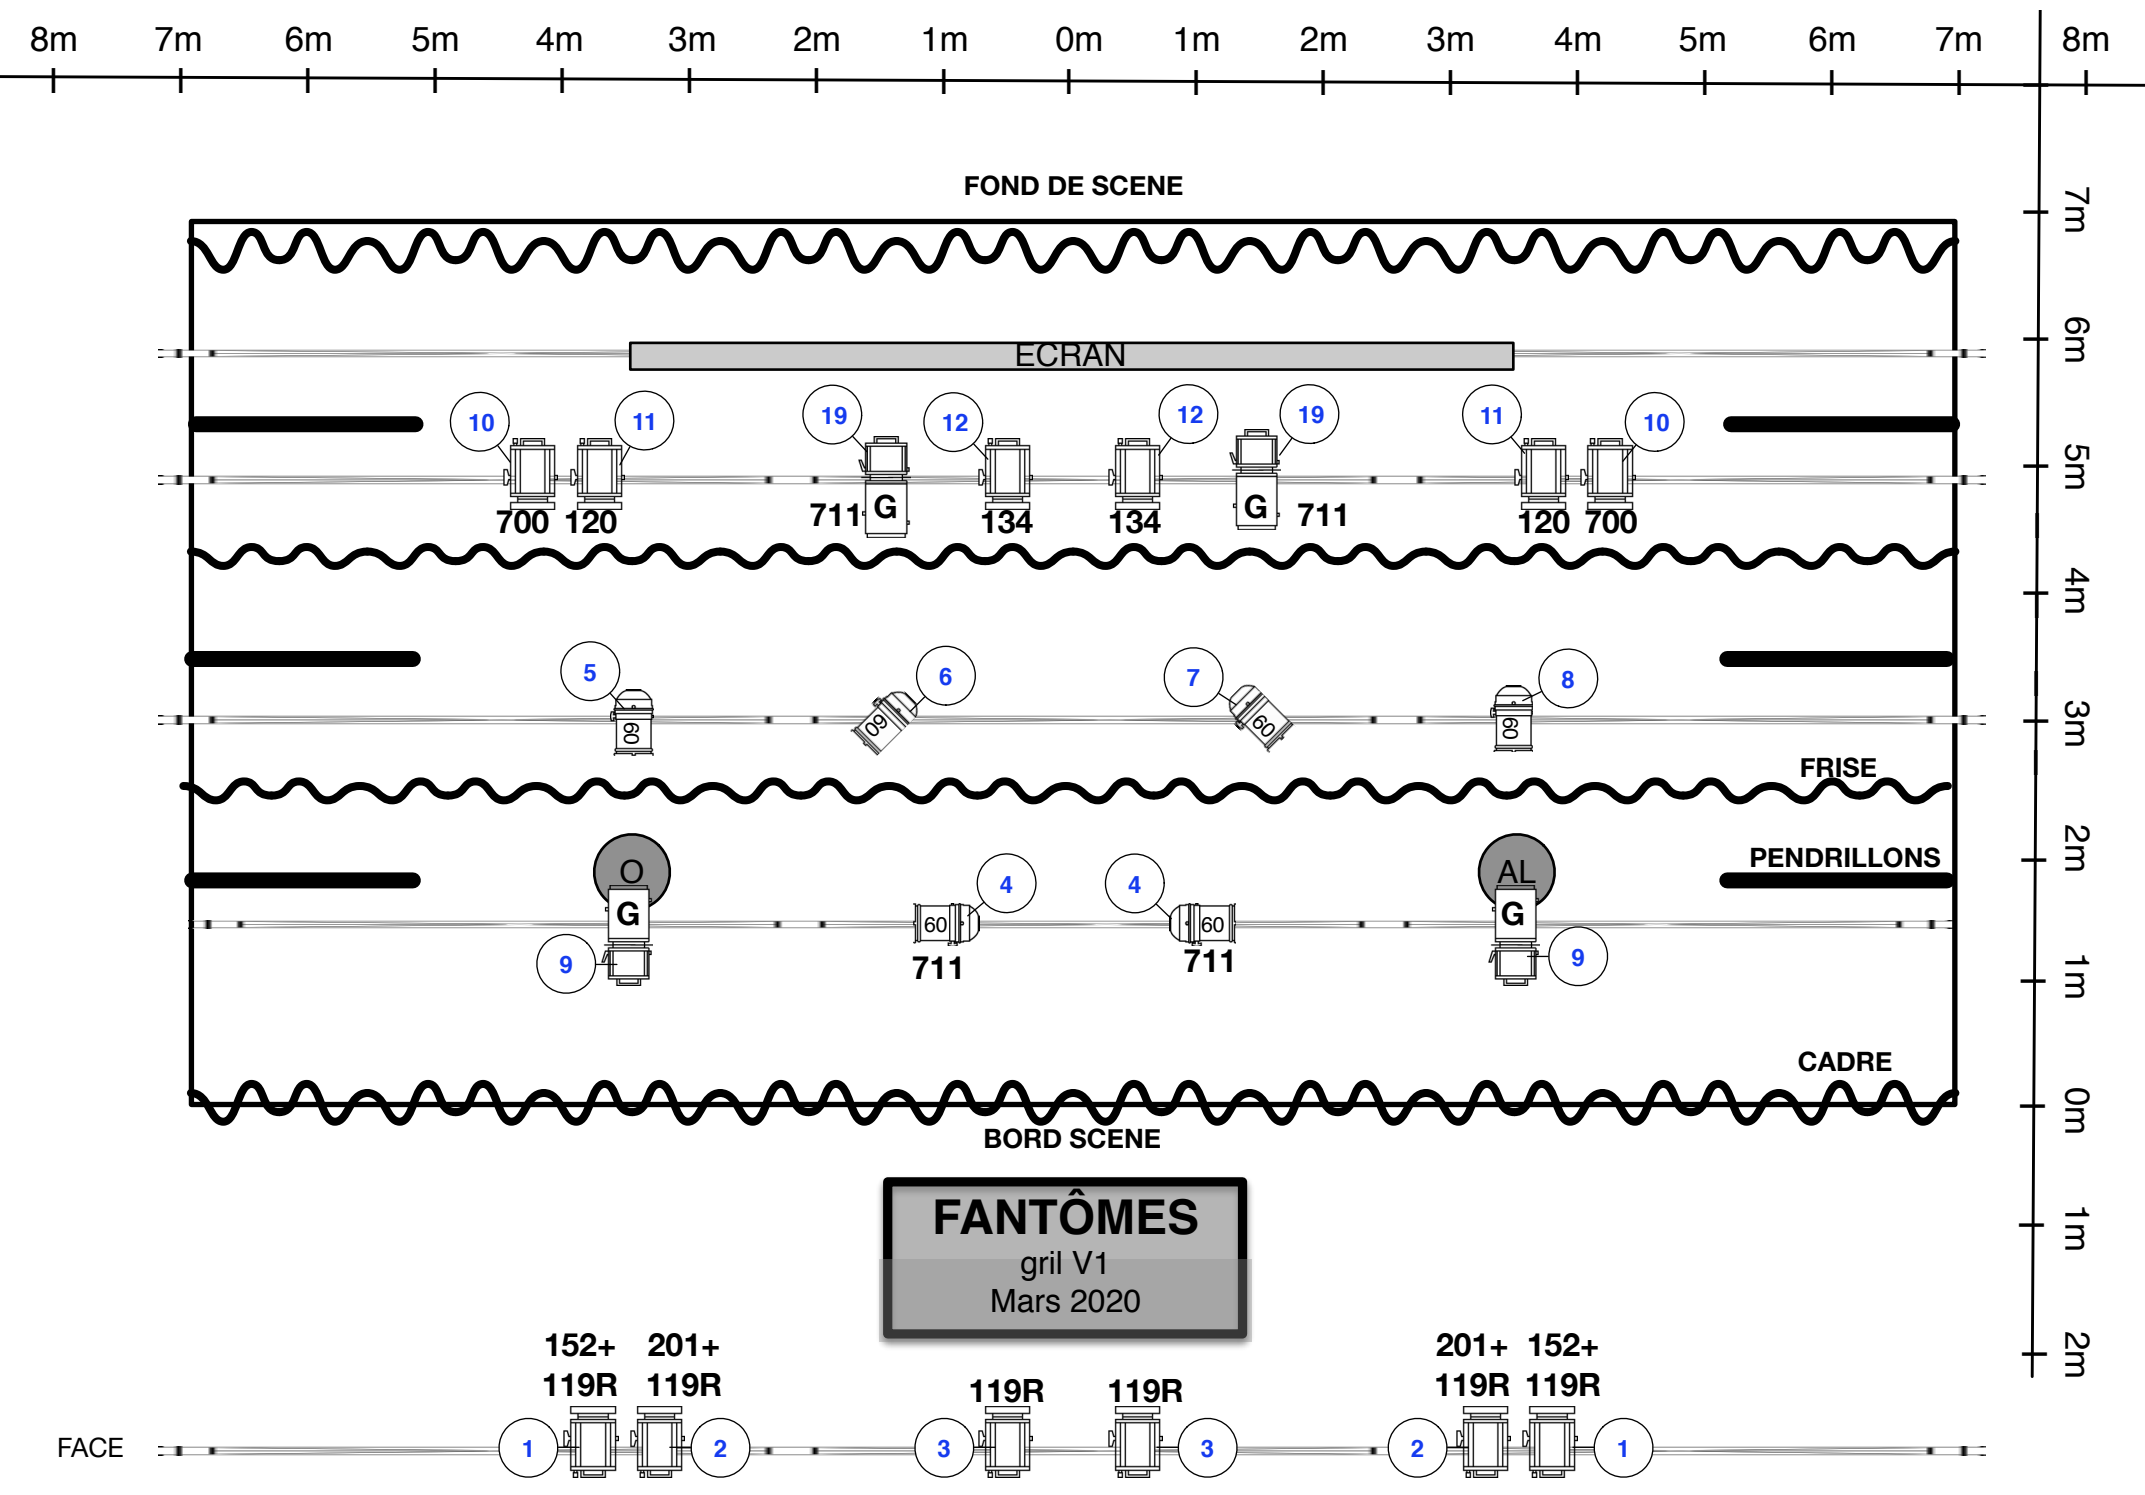 8m 7m 6m 5m 4m 3m 2m 1m 0m 1m 2m 3m 4m 5m 6m 7m 8m
FOND DE SCENE
7m
6m
ECRAN
10 11 19 12 12 19 11 10
5m
711 G G 711
700 120 134 134 120 700
4m
5 6 7 8
60 60 60 60
3m
FRISE
2m
PENDRILLONS
O AL
4 4
G 60 60 G
9 711 711 9
1m
CADRE
0m
BORD SCENE
FANTÔMES
gril V1
Mars 2020
1m
2m
152+ 201+ 201+ 152+
119R 119R 119R 119R 119R 119R
FACE 1 2 3 3 2 1